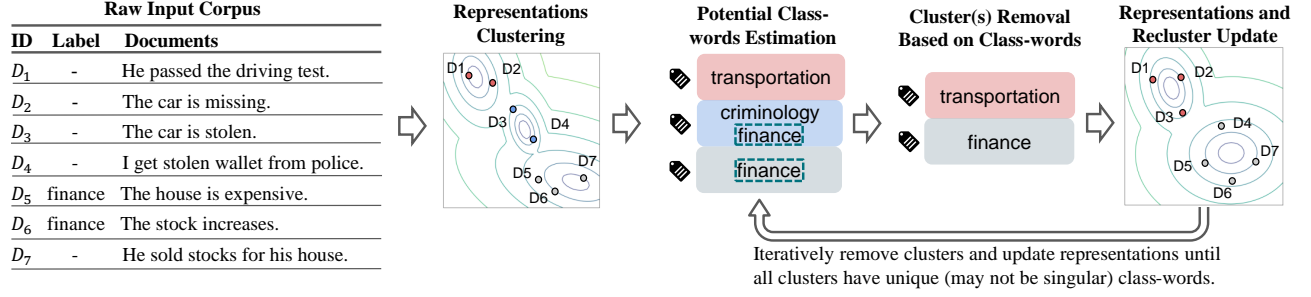 Raw Input Corpus
ID Label Documents
D1 - He passed the driving test.
D2 - The car is missing.
D3 - The car is stolen.
D4 - I get stolen wallet from police.
D5 finance The house is expensive.
D6 finance The stock increases.
D7 - He sold stocks for his house.
Representations
Clustering
D1
D2
D3
D4
D5
D6
D7
Potential Class-
words Estimation
transportation
criminology
finance
finance
Cluster(s) Removal
Based on Class-words
transportation
finance
Representations and
Recluster Update
D1
D2
D3
D4
D5
D7
D6
Iteratively remove clusters and update representations until
all clusters have unique (may not be singular) class-words.